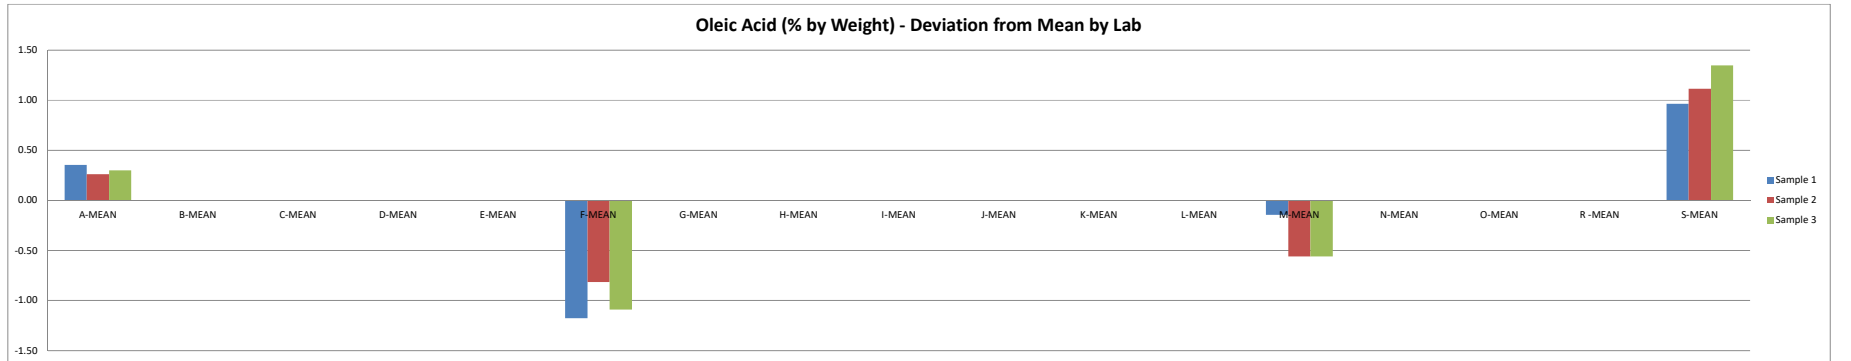 Oleic Acid (% by Weight) - Deviation from Mean by Lab
1.50
1.00
0.50
0.00
-0.50
-1.00
-1.50
A-MEAN B-MEAN C-MEAN D-MEAN E-MEAN F-MEAN G-MEAN H-MEAN I-MEAN J-MEAN K-MEAN L-MEAN M-MEAN N-MEAN O-MEAN R -MEAN S-MEAN
Sample 1
Sample 2
Sample 3